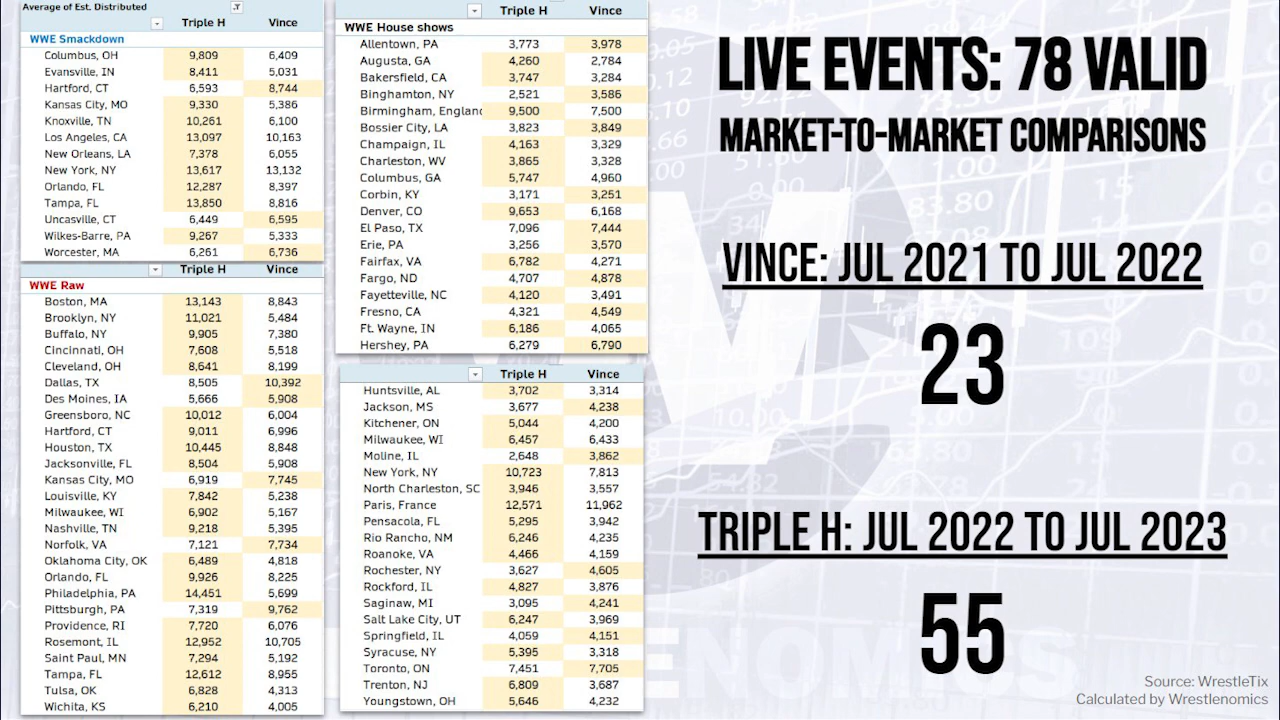 Average of Est. Distributed
Triple H Vince
WWE Smackdown
Columbus, OH 9,809 6,409
Evansville, IN 8,411 5,031
Hartford, CT 6,593 8,744
Kansas City, MO 9,330 5,386
Knoxville, TN 10,261 6,100
Los Angeles, CA 13,097 10,163
New Orleans, LA 7,378 6,055
New York, NY 13,617 13,132
Orlando, FL 12,287 8,397
Tampa, FL 13,850 8,816
Uncasville, CT 6,449 6,595
Wilkes-Barre, PA 9,267 5,333
Worcester, MA 6,261 6,736
Triple H Vince
WWE Raw
Boston, MA 13,143 8,843
Brooklyn, NY 11,021 5,484
Buffalo, NY 9,905 7,380
Cincinnati, OH 7,608 5,518
Cleveland, OH 8,641 8,199
Dallas, TX 8,505 10,392
Des Moines, IA 5,666 5,908
Greensboro, NC 10,012 6,004
Hartford, CT 9,011 6,996
Houston, TX 10,445 8,848
Jacksonville, FL 8,504 5,908
Kansas City, MO 6,919 7,745
Louisville, KY 7,842 5,238
Milwaukee, WI 6,902 5,167
Nashville, TN 9,218 5,395
Norfolk, VA 7,121 7,734
Oklahoma City, OK 6,489 4,818
Orlando, FL 9,926 8,225
Philadelphia, PA 14,451 5,699
Pittsburgh, PA 7,319 9,762
Providence, RI 7,720 6,076
Rosemont, IL 12,952 10,705
Saint Paul, MN 7,294 5,192
Tampa, FL 12,612 8,955
Tulsa, OK 6,828 4,313
Wichita, KS 6,210 4,005
Triple H Vince
WWE House shows
Allentown, PA 3,773 3,978
Augusta, GA 4,260 2,784
Bakersfield, CA 3,747 3,284
Binghamton, NY 2,521 3,586
Birmingham, England 9,500 7,500
Bossier City, LA 3,823 3,849
Champaign, IL 4,163 3,329
Charleston, WV 3,865 3,328
Columbus, GA 5,747 4,960
Corbin, KY 3,171 3,251
Denver, CO 9,653 6,168
El Paso, TX 7,096 7,444
Erie, PA 3,256 3,570
Fairfax, VA 6,782 4,271
Fargo, ND 4,707 4,878
Fayetteville, NC 4,120 3,491
Fresno, CA 4,321 4,549
Ft. Wayne, IN 6,186 4,065
Hershey, PA 6,279 6,790
Triple H Vince
Huntsville, AL 3,702 3,314
Jackson, MS 3,677 4,238
Kitchener, ON 5,044 4,200
Milwaukee, WI 6,457 6,433
Moline, IL 2,648 3,862
New York, NY 10,723 7,813
North Charleston, SC 3,946 3,557
Paris, France 12,571 11,962
Pensacola, FL 5,295 3,942
Rio Rancho, NM 6,246 4,235
Roanoke, VA 4,466 4,159
Rochester, NY 3,627 4,605
Rockford, IL 4,827 3,876
Saginaw, MI 3,095 4,241
Salt Lake City, UT 6,247 3,969
Springfield, IL 4,059 4,151
Syracuse, NY 5,395 3,318
Toronto, ON 7,451 7,705
Trenton, NJ 6,809 3,687
Youngstown, OH 5,646 4,232
LIVE EVENTS: 78 VALID
MARKET-TO-MARKET COMPARISONS
VINCE: JUL 2021 TO JUL 2022
23
TRIPLE H: JUL 2022 TO JUL 2023
55
Source: WrestleTix
Calculated by Wrestlenomics